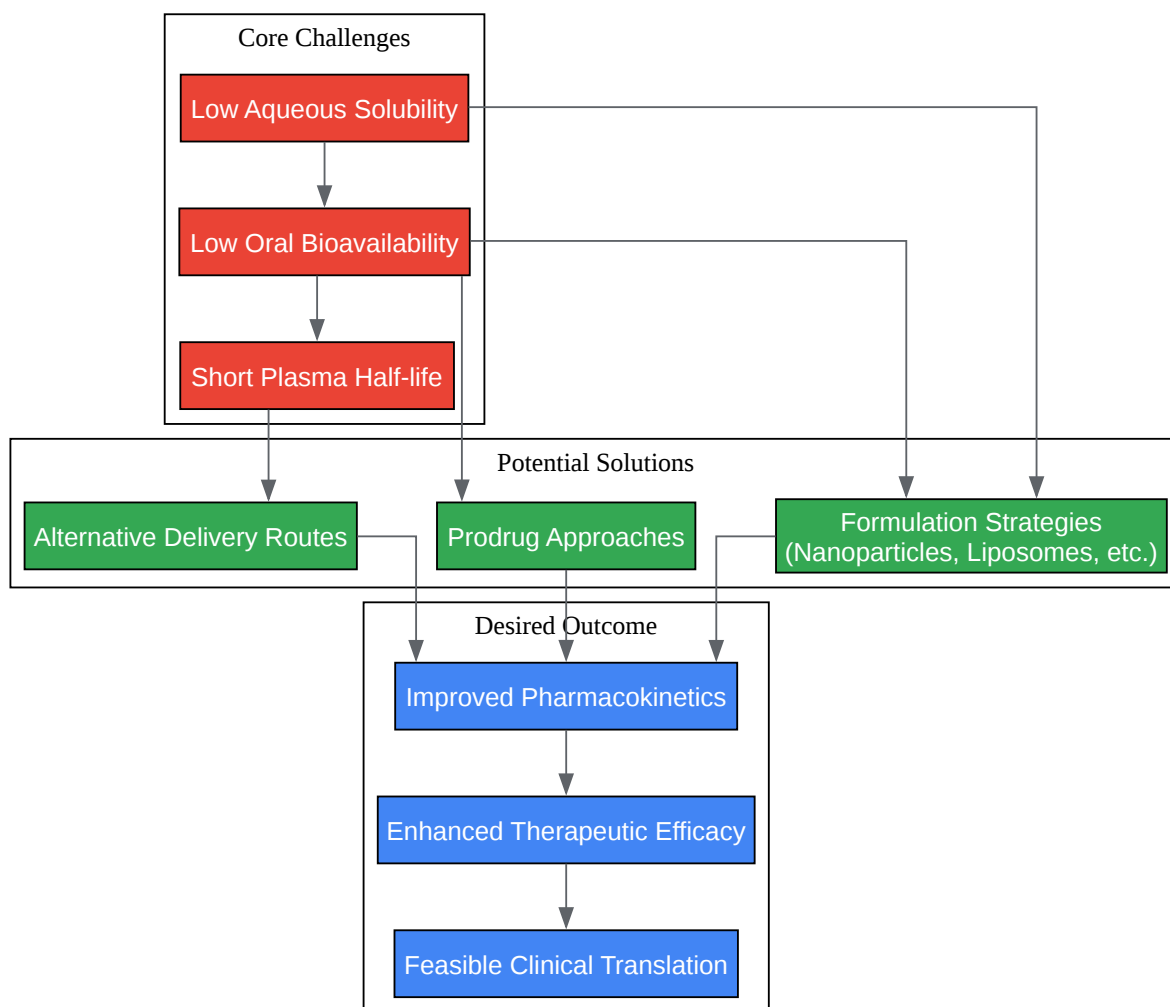 Core Challenges
Low Aqueous Solubility
Low Oral Bioavailability
Short Plasma Half-life
Potential Solutions
Alternative Delivery Routes
Prodrug Approaches
Formulation Strategies
(Nanoparticles, Liposomes, etc.)
Desired Outcome
Improved Pharmacokinetics
Enhanced Therapeutic Efficacy
Feasible Clinical Translation